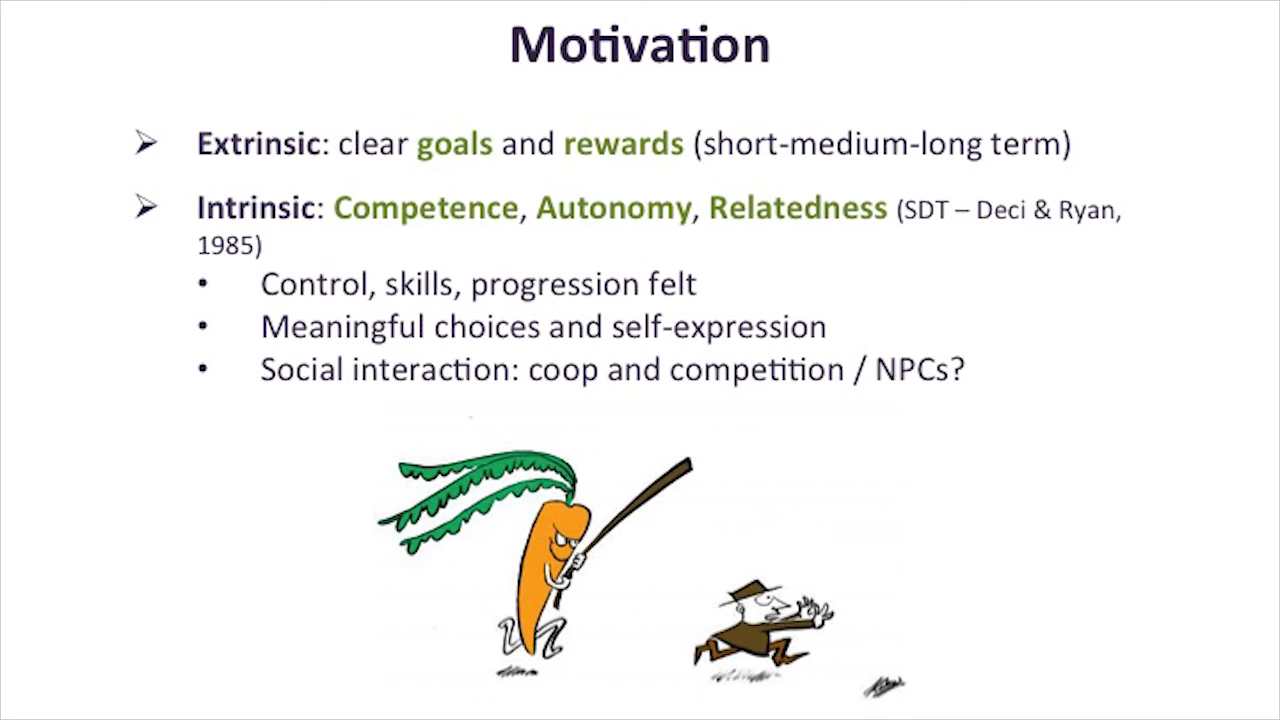 Motivation
➢ Extrinsic: clear goals and rewards (short-medium-long term)
➢ Intrinsic: Competence, Autonomy, Relatedness (SDT – Deci & Ryan,
1985)
• Control, skills, progression felt
• Meaningful choices and self-expression
• Social interaction: coop and competition / NPCs?